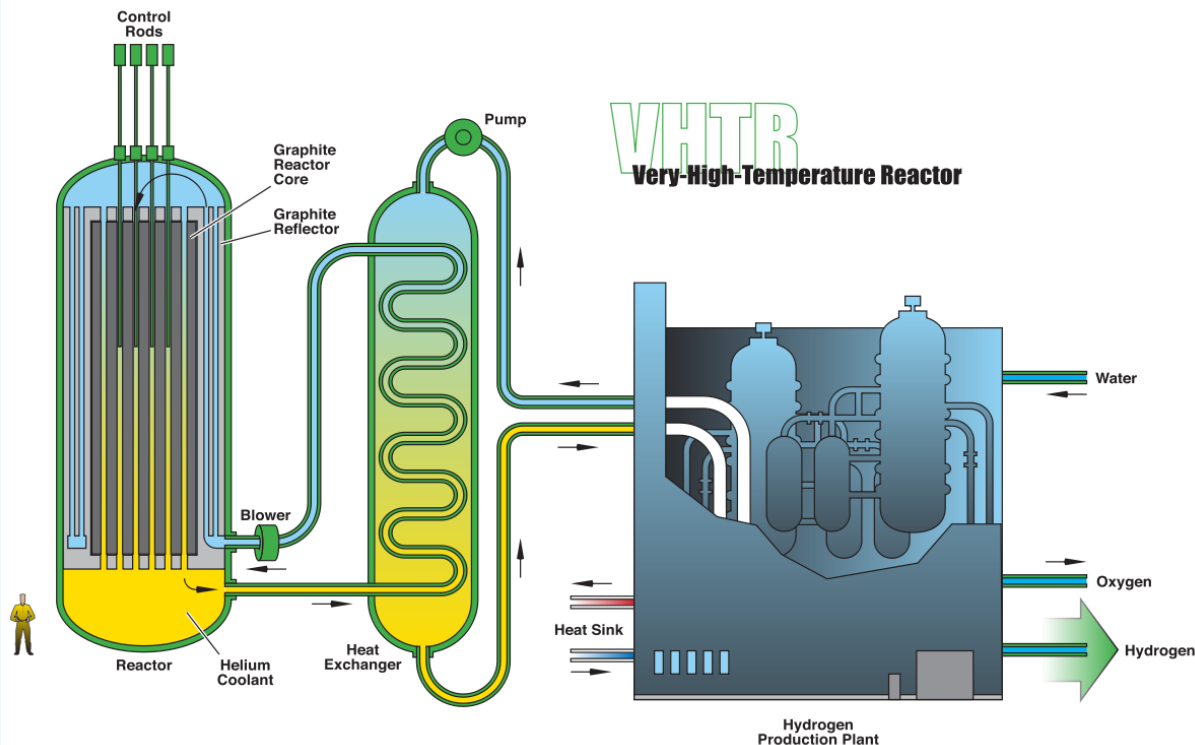 Control
Rods
Pump
VHTR
Very-High-Temperature Reactor
Graphite
Reactor
Core
Graphite
Reflector
Blower
Water
Oxygen
Heat Sink
Hydrogen
Heat
Exchanger
Reactor
Helium
Coolant
Hydrogen
Production Plant